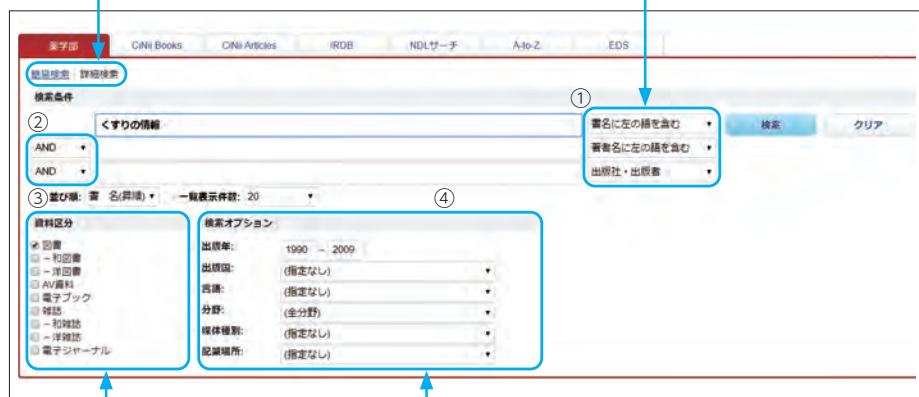 薬学部 CiNii Books CiNii Articles IRDB NDLサーチ A-to-Z EDS
簡易検索 詳細検索
検索条件
①
くすりの情報 書名に左の語を含む 検索 クリア
②
AND 著者名に左の語を含む
AND 出版社・出版者
③ 並び順: 書 名(昇順) 一覧表示件数: 20
④
資料区分 検索オプション
図書 出版年: 1990 - 2009
-和図書 出版国: (指定なし)
-洋図書 言語: (指定なし)
AV資料 分野: (全分野)
電子ブック 媒体種別: (指定なし)
雑誌 配架場所: (指定なし)
-和雑誌
-洋雑誌
電子ジャーナル